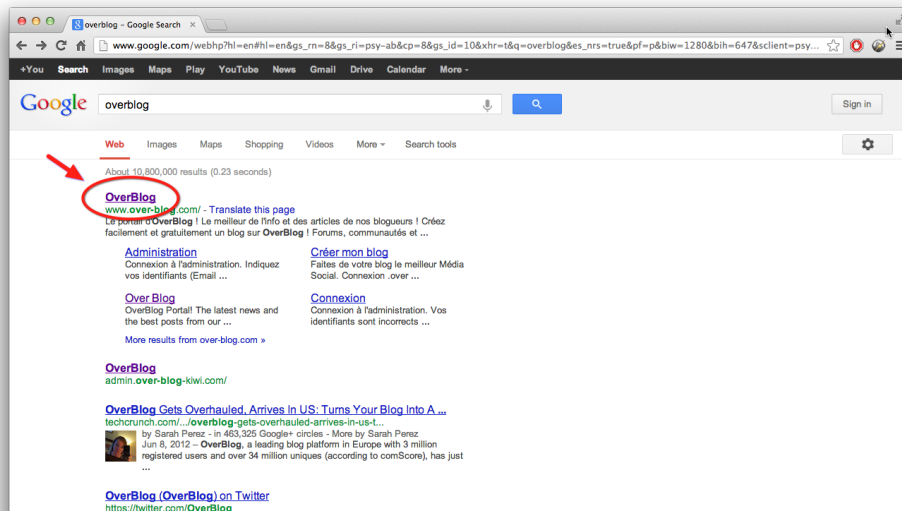 overblog - Google Search
www.google.com/webhp?hl=en#hl=en&gs_rn=8&gs_ri=psy-ab&cp=8&gs_id=10&xhr=t&q=overblog&es_nrs=true&pf=p&biw=1280&bih=647&sclient=psy...
+You Search Images Maps Play YouTube News Gmail Drive Calendar More
Google overblog Sign in
Web Images Maps Shopping Videos More Search tools
About 10,800,000 results (0.23 seconds)
OverBlog
www.over-blog.com/ - Translate this page
Le portail d'OverBlog ! Le meilleur de l'info et des articles de nos blogueurs ! Créez
facilement et gratuitement un blog sur OverBlog ! Forums, communautés et ...
Administration
Connexion à l'administration. Indiquez
vos identifiants (Email ...
Créer mon blog
Faites de votre blog le meilleur Média
Social. Connexion .over ...
Over Blog
OverBlog Portal! The latest news and
the best posts from our ...
Connexion
Connexion à l'administration. Vos
identifiants sont incorrects ...
More results from over-blog.com »
OverBlog
admin.over-blog-kiwi.com/
OverBlog Gets Overhauled, Arrives In US: Turns Your Blog Into A ...
techcrunch.com/.../overblog-gets-overhauled-arrives-in-us-t...
by Sarah Perez - in 463,325 Google+ circles - More by Sarah Perez
Jun 8, 2012 – OverBlog, a leading blog platform in Europe with 3 million
registered users and over 34 million uniques (according to comScore), has just
...
OverBlog (OverBlog) on Twitter
https://twitter.com/OverBlog